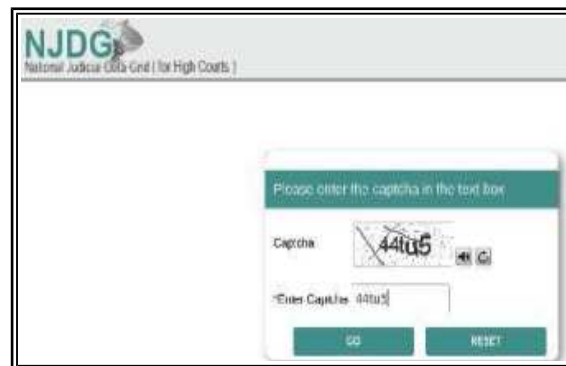 NJDG
National Judicial Data Grid ( for High Courts )
Please enter the captcha in the text box
Captcha
44tu5
*Enter Captcha 44tu5
GO RESET